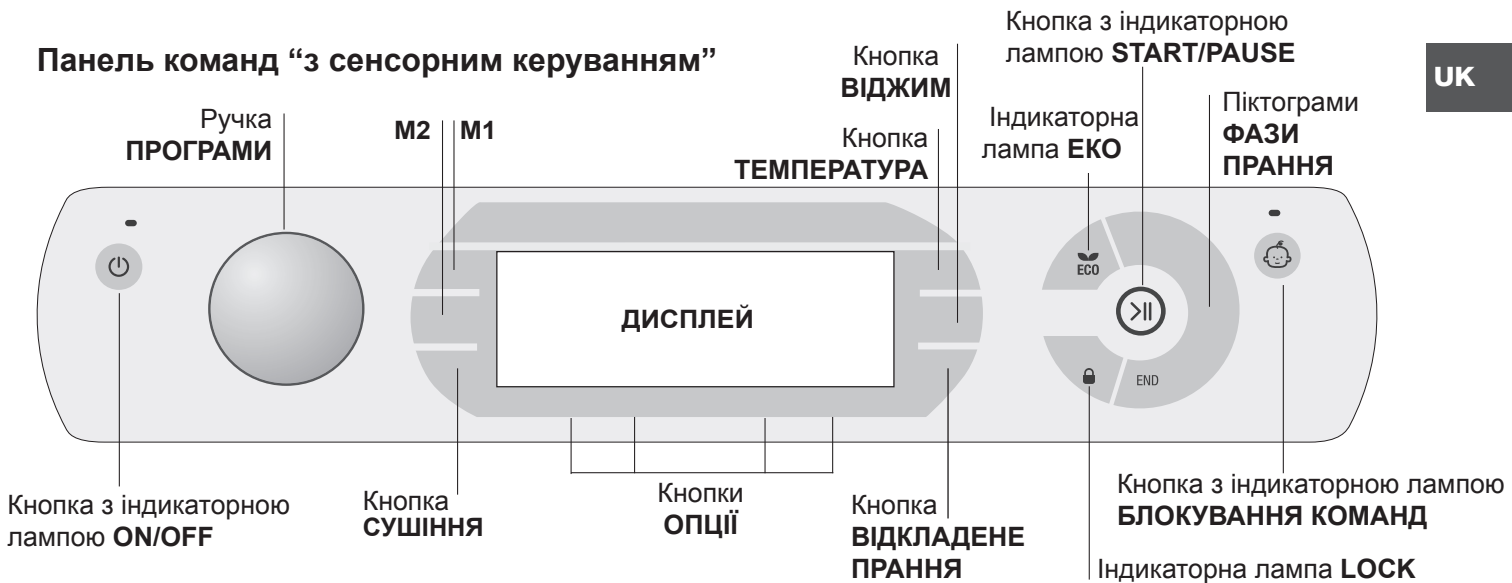 Панель команд “з сенсорним керуванням”
UK
Ручка
ПРОГРАМИ
M2
M1
Кнопка
ВІДЖИМ
Кнопка
ТЕМПЕРАТУРА
Кнопка з індикаторною
лампою START/PAUSE
Індикаторна
лампа ЕКО
Піктограми
ФАЗИ
ПРАННЯ
ДИСПЛЕЙ
ECO
END
Кнопка з індикаторною
лампою ON/OFF
Кнопка
СУШІННЯ
Кнопки
ОПЦІЇ
Кнопка
ВІДКЛАДЕНЕ
ПРАННЯ
Кнопка з індикаторною лампою
БЛОКУВАННЯ КОМАНД
Індикаторна лампа LOCK